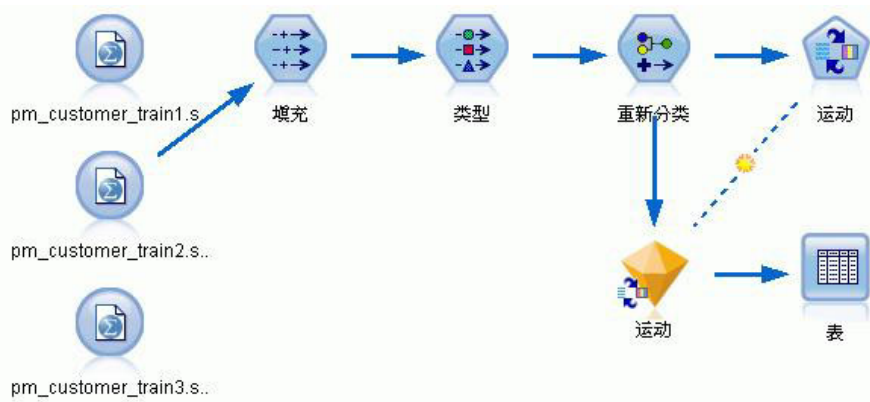 pm_customer_train1.s
填充
类型
重新分类
运动
pm_customer_train2.s..
运动
表
pm_customer_train3.s..